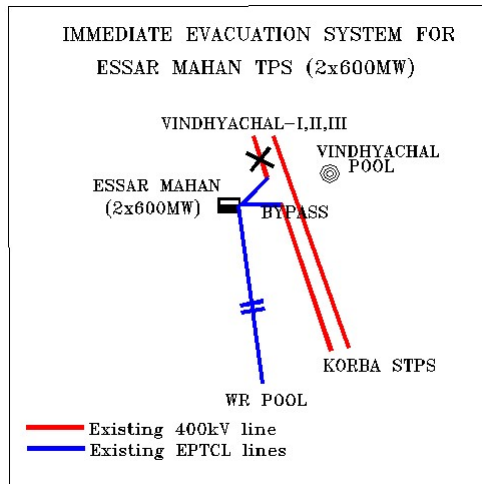 IMMEDIATE EVACUATION SYSTEM FOR
ESSAR MAHAN TPS (2x600MW)
VINDHYACHAL-I,II,III
VINDHYACHAL
POOL
ESSAR MAHAN
(2x600MW)
BYPASS
KORBA STPS
WR POOL
Existing 400kV line
Existing EPTCL lines